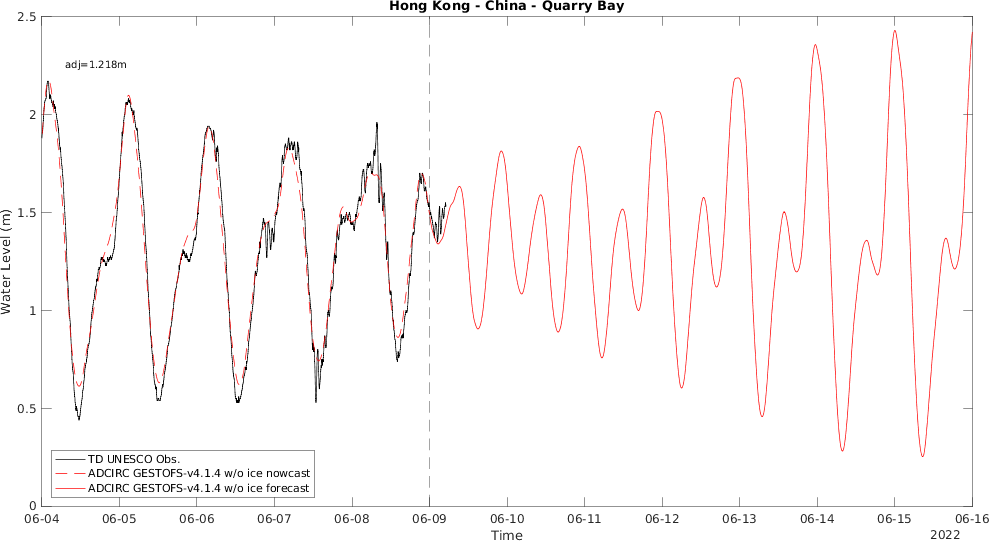 Hong Kong - China - Quarry Bay
2.5
adj=1.218m
2
1.5
Water Level (m)
1
0.5
TD UNESCO Obs.
ADCIRC GESTOFS-v4.1.4 w/o ice nowcast
ADCIRC GESTOFS-v4.1.4 w/o ice forecast
0
06-04 06-05 06-06 06-07 06-08 06-09 06-10 06-11 06-12 06-13 06-14 06-15 06-16
Time
2022